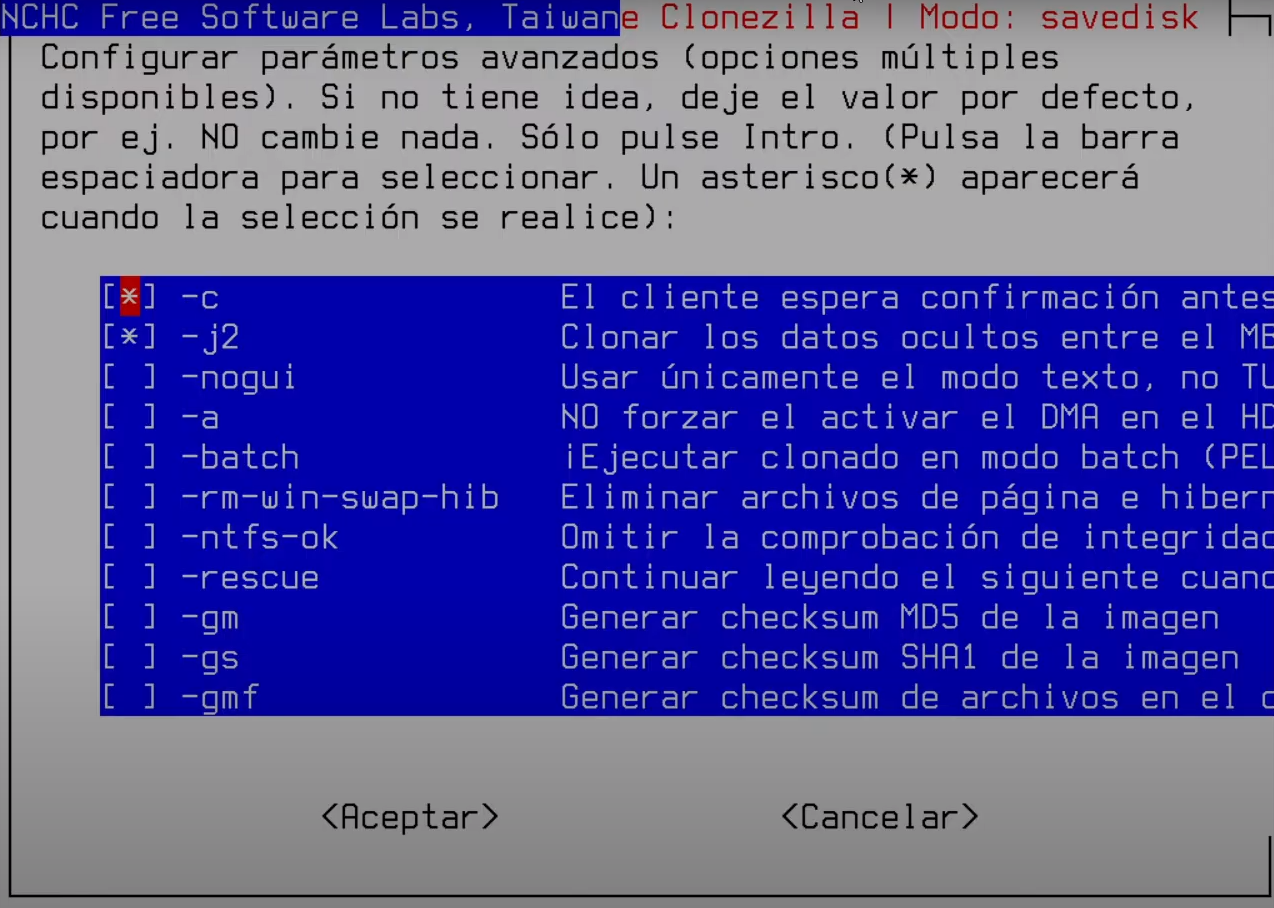 NCHC Free Software Labs, Taiwane Clonezilla | Modo: savedisk
Configurar parámetros avanzados (opciones múltiples
disponibles). Si no tiene idea, deje el valor por defecto,
por ej. NO cambie nada. Sólo pulse Intro. (Pulsa la barra
espaciadora para seleccionar. Un asterisco(*) aparecerá
cuando la selección se realice):
[*] -c El cliente espera confirmación antes
[*] -j2 Clonar los datos ocultos entre el
[ ] -nogui Usar únicamente el modo texto, no TU
[ ] -a NO forzar el activar el DMA en el HD
[ ] -batch ¡Ejecutar clonado en modo batch (PEL
[ ] -rm-win-swap-hib Eliminar archivos de página e hibern
[ ] -ntfs-ok Omitir la comprobación de integridad
[ ] -rescue Continuar leyendo el siguiente cuand
[ ] -gm Generar checksum MD5 de la imagen
[ ] -gs Generar checksum SHA1 de la imagen
[ ] -gmf Generar checksum de archivos en el
<Aceptar> <Cancelar>